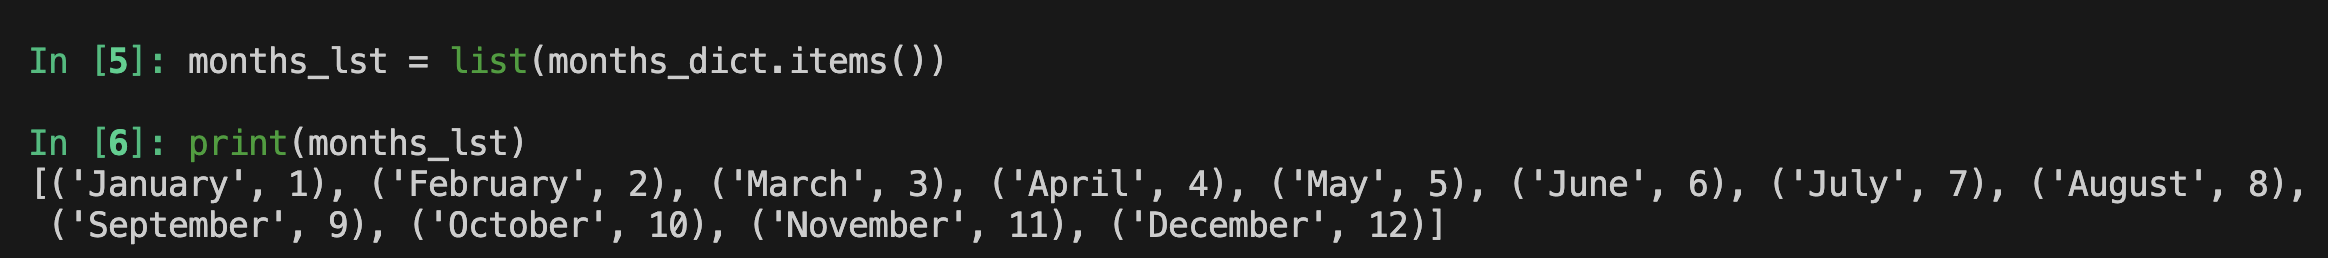 In [5]: months_lst = list(months_dict.items())
In [6]: print(months_lst)
[('January', 1), ('February', 2), ('March', 3), ('April', 4), ('May', 5), ('June', 6), ('July', 7), ('August', 8),
('September', 9), ('October', 10), ('November', 11), ('December', 12)]